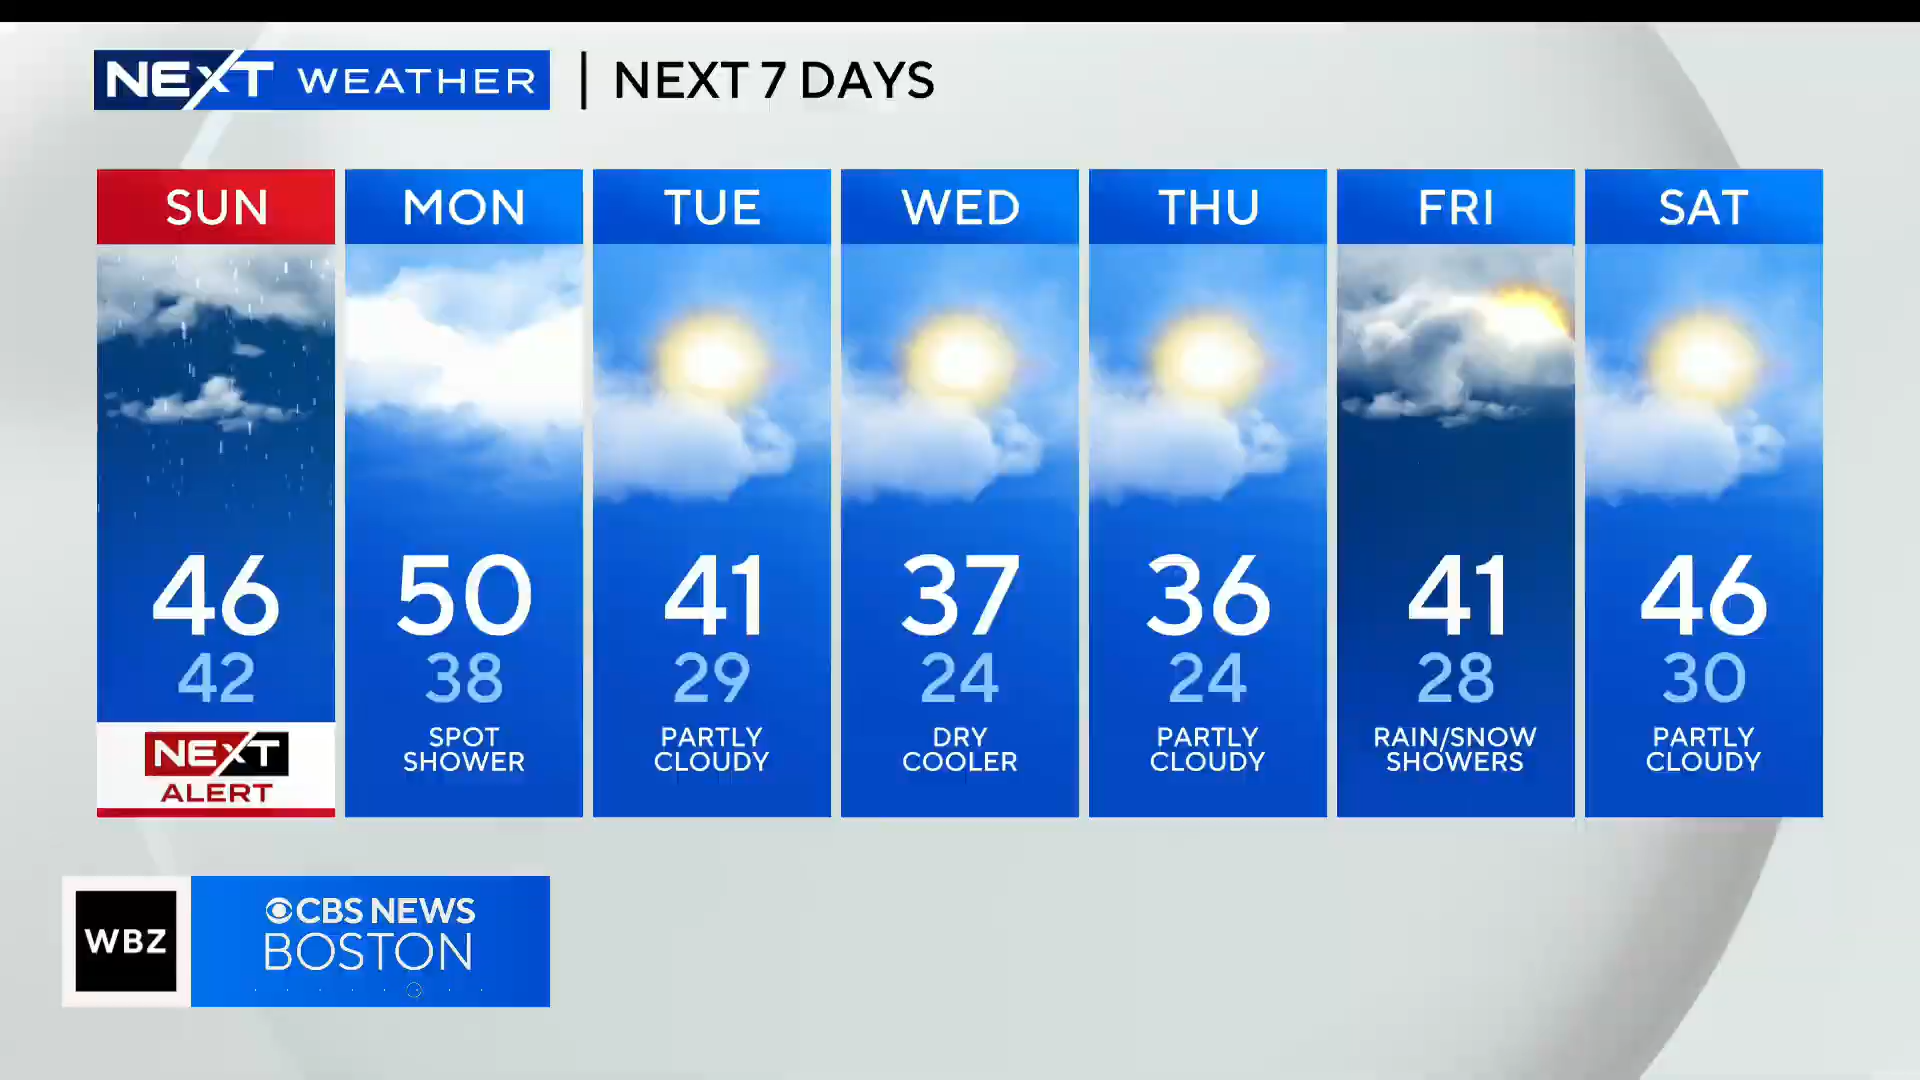 NEXT WEATHER | NEXT 7 DAYS
SUN
46
42
NEXT
ALERT
MON
50
38
SPOT
SHOWER
TUE
41
29
PARTLY
CLOUDY
WED
37
24
DRY
COOLER
THU
36
24
PARTLY
CLOUDY
FRI
41
28
RAIN/SNOW
SHOWERS
SAT
46
30
PARTLY
CLOUDY
WBZ
CBS NEWS
BOSTON